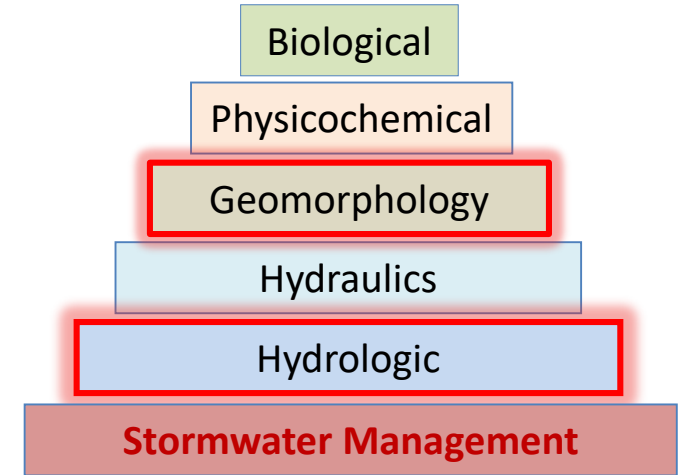 Biological
Physicochemical
Geomorphology
Hydraulics
Hydrologic
Stormwater Management